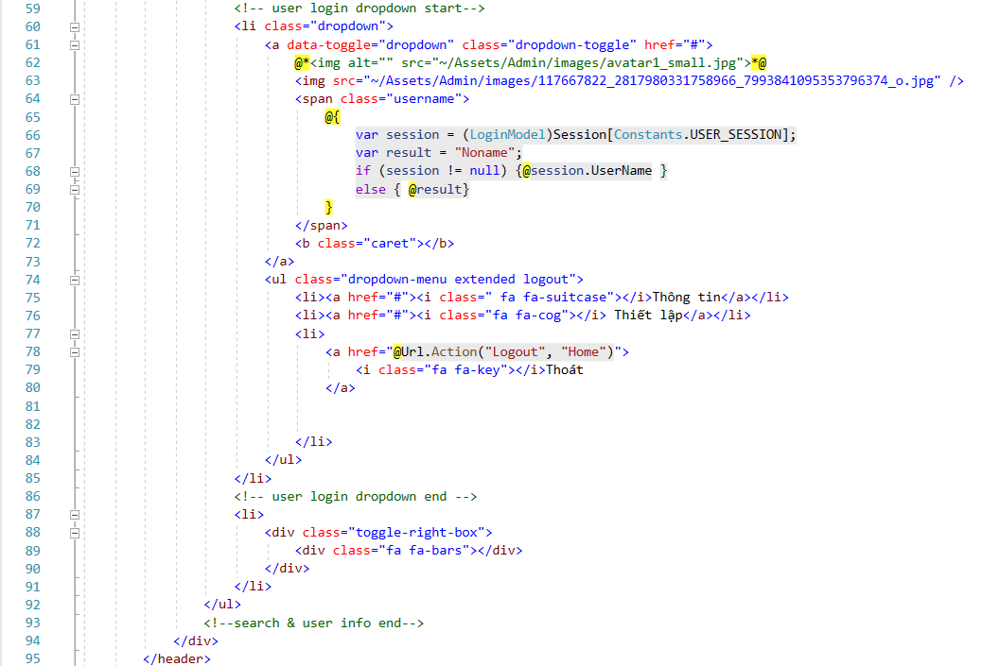 59 <!-- user login dropdown start-->
60 <li class="dropdown">
61 <a data-toggle="dropdown" class="dropdown-toggle" href="#">
62 @*<img alt="" src="~/Assets/Admin/images/avatar1_small.jpg">*@
63 <img src="~/Assets/Admin/images/117667822_2817980331758966_7993841095353796374_o.jpg" />
64 <span class="username">
65 @{
66 var session = (LoginModel)Session[Constants.USER_SESSION];
67 var result = "Noname";
68 if (session != null) {@session.UserName }
69 else { @result}
70 }
71 </span>
72 <b class="caret"></b>
73 </a>
74 <ul class="dropdown-menu extended logout">
75 <li><a href="#"><i class=" fa fa-suitcase"></i>Thông tin</a></li>
76 <li><a href="#"><i class="fa fa-cog"></i> Thiết lập</a></li>
77 <li>
78 <a href="@Url.Action("Logout", "Home")">
79 <i class="fa fa-key"></i>Thoát
80 </a>
81
82
83 </li>
84 </ul>
85 </li>
86 <!-- user login dropdown end -->
87 <li>
88 <div class="toggle-right-box">
89 <div class="fa fa-bars"></div>
90 </div>
91 </li>
92 </ul>
93 <!--search & user info end-->
94 </div>
95 </header>